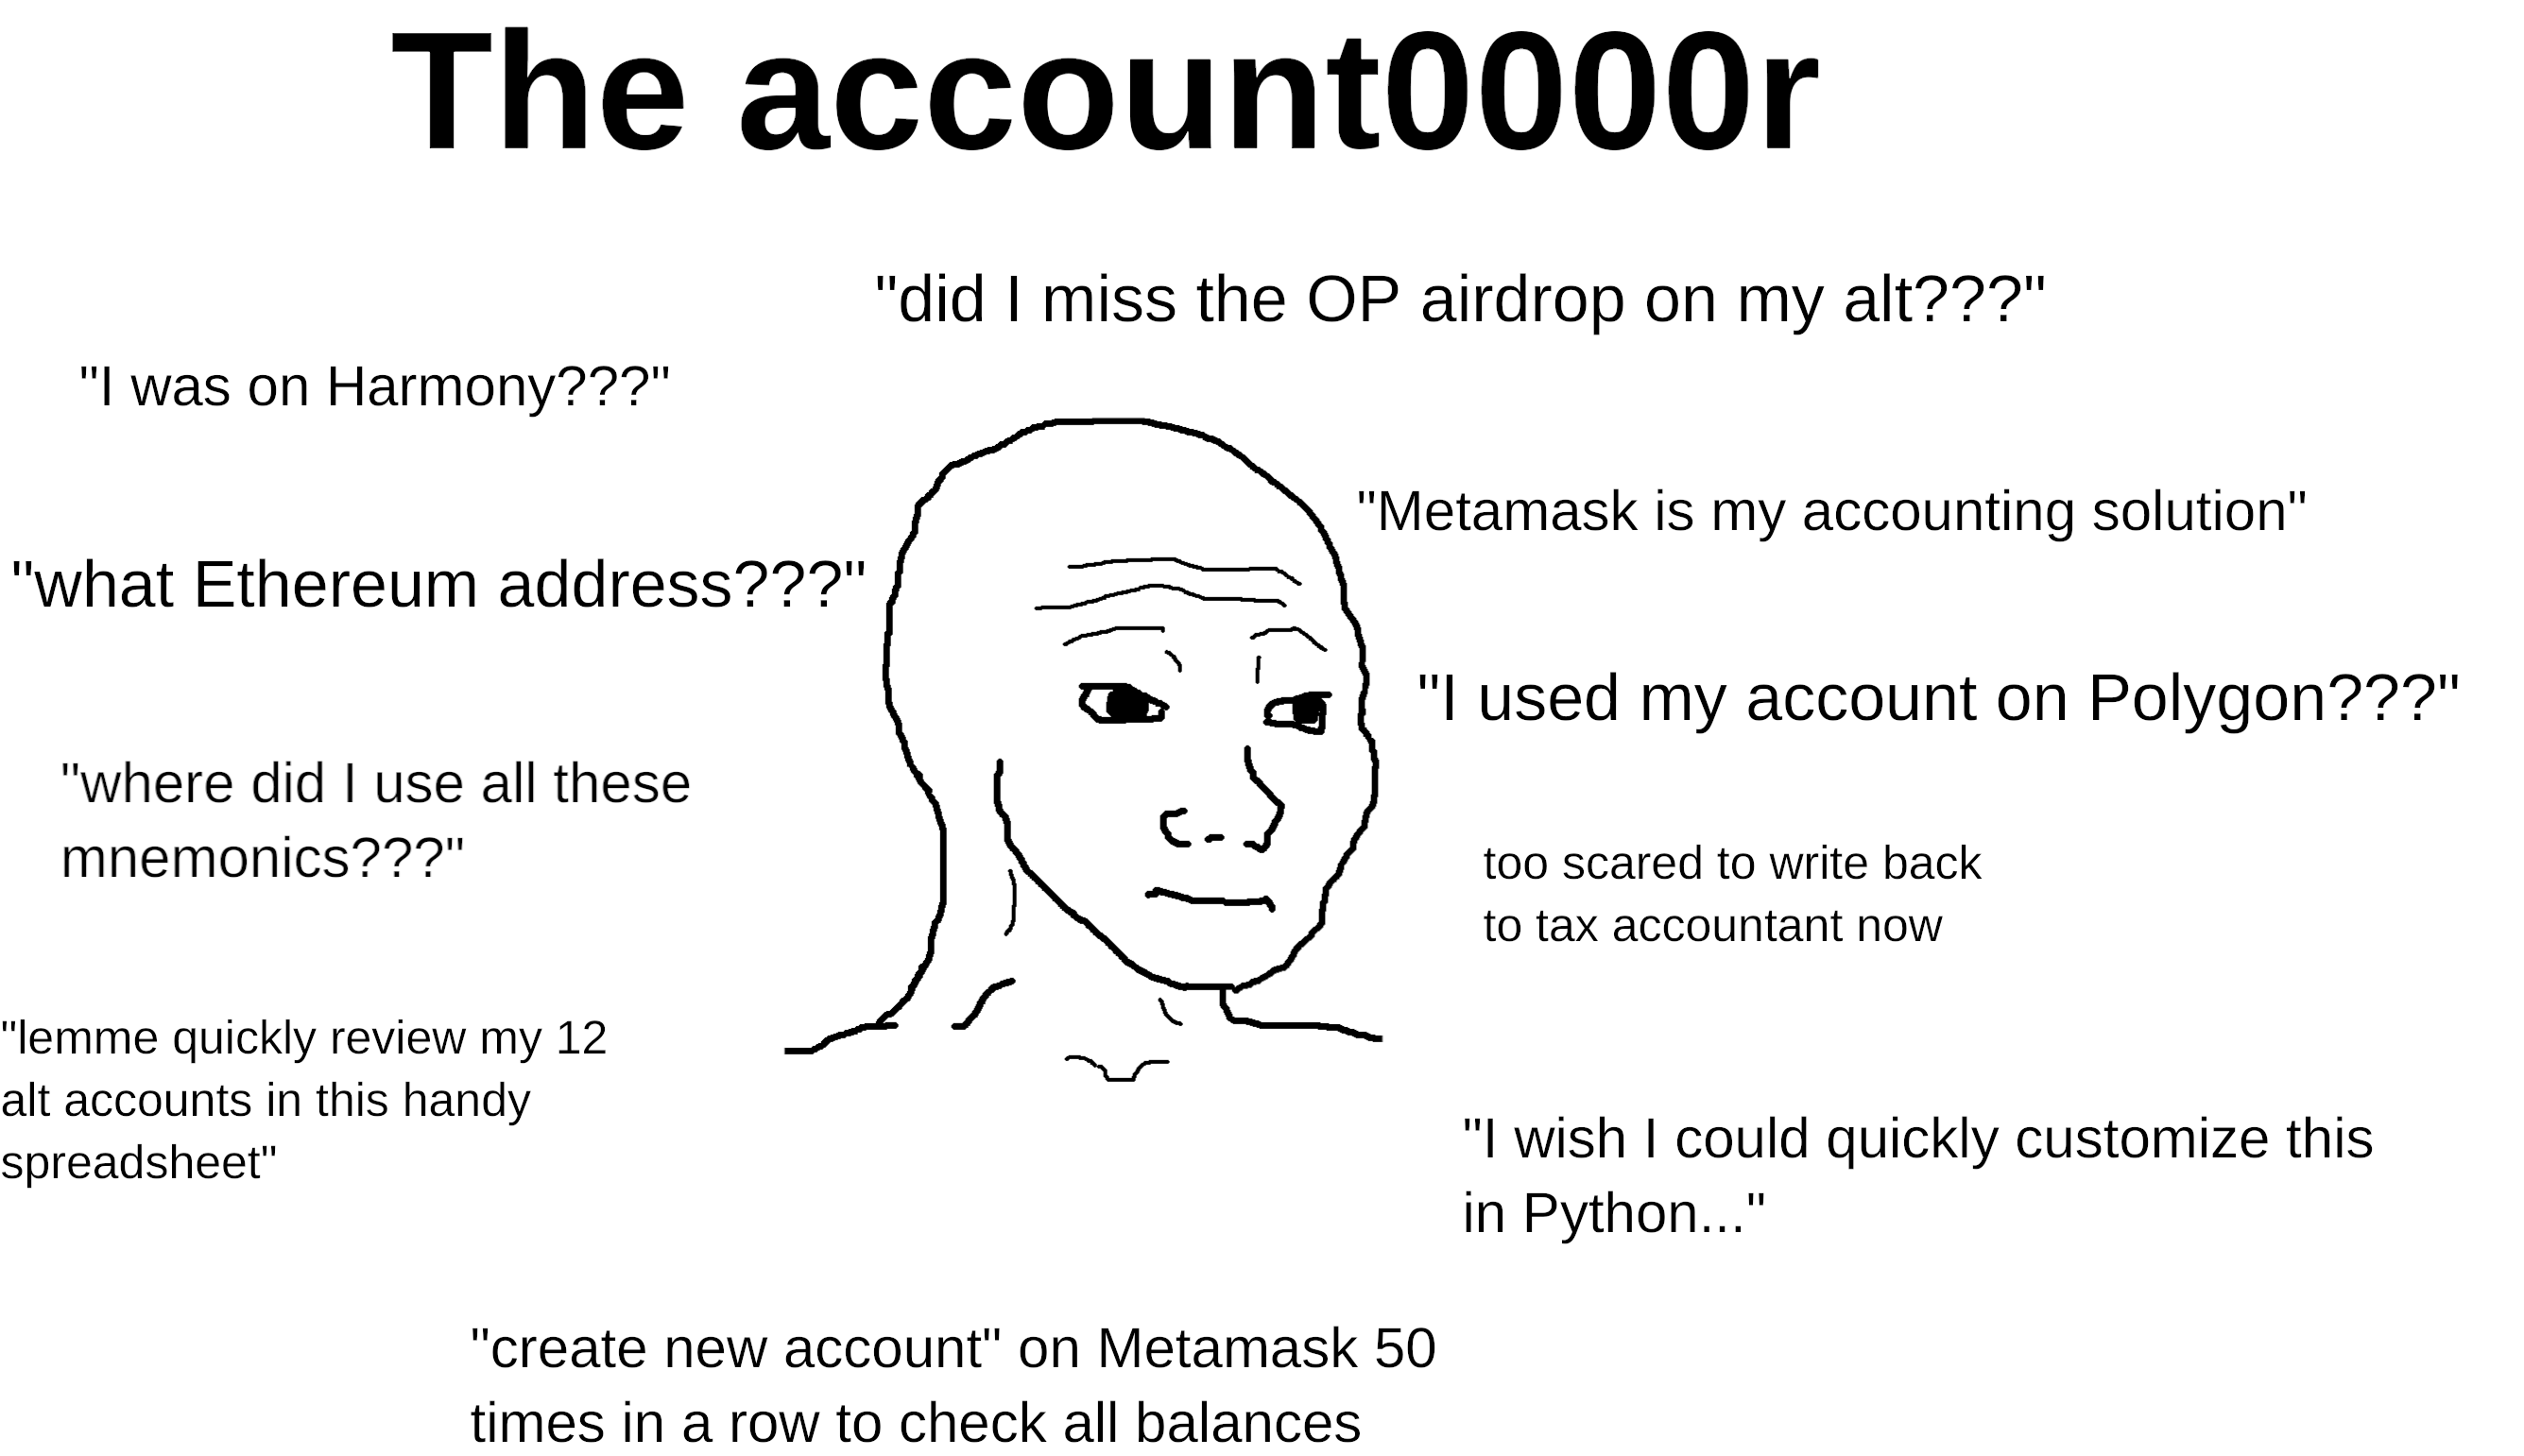 The account0000r
"did I miss the OP airdrop on my alt???"
"I was on Harmony???"
"Metamask is my accounting solution"
"what Ethereum address???"
"I used my account on Polygon???"
"where did I use all these
mnemonics???"
too scared to write back
to tax accountant now
"lemme quickly review my 12
alt accounts in this handy
spreadsheet"
"I wish I could quickly customize this
in Python..."
"create new account" on Metamask 50
times in a row to check all balances